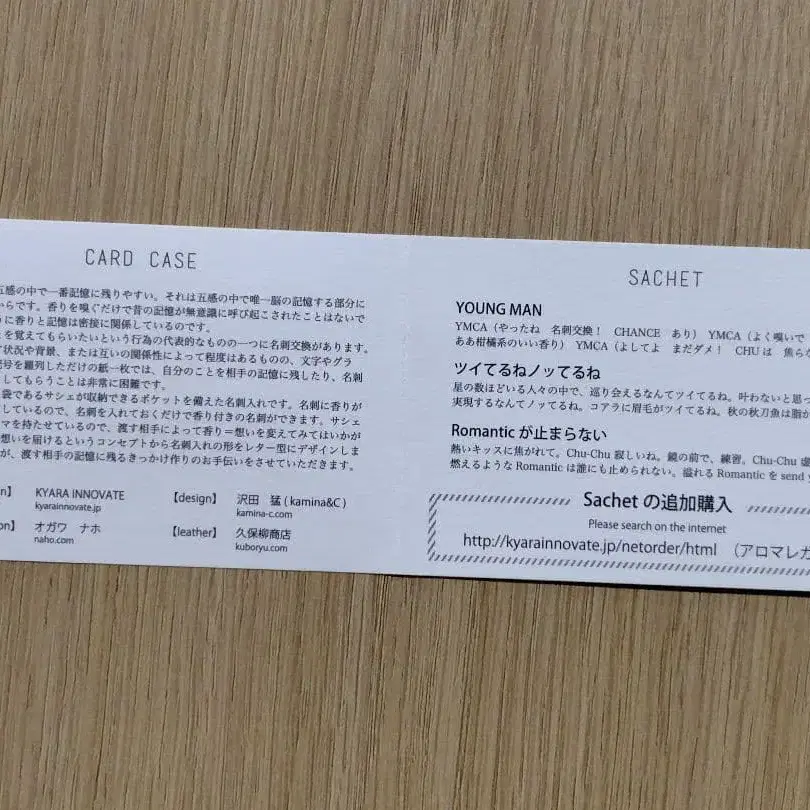 CARD CASE
五感の中で一番記憶に残りやすい。それは五感の中で唯一脳の記憶する部分に
からです。香りを嗅ぐだけで昔の記憶が無意識に呼び起こされたことはないで
うに香りと記憶は密接に関係しているのです。
を覚えてもらいたいという行為の代表的なものの一つに名刺交換があります。
状況や背景、または互いの関係性によって程度はあるものの、文字やグラ
号を羅列しただけの紙一枚では、自分のことを相手の記憶に残したり、名刺
してもらうことは非常に困難です。
袋であるサシェが収納できるポケットを備えた名刺入れです。名刺に香りが
しているので、名刺を入れておくだけで香り付きの名刺ができます。サシェ
マを持たせているので、渡す相手によって香り＝想いを変えてみてはいかが
想いを届けるというコンセプトから名刺入れの形をレター型にデザインしま
が、渡す相手の記憶に残るきっかけ作りのお手伝いをさせていただきます。
n】 KYARA INNOVATE 【design】 沢田 猛 ( kamina&C )
kyarainnovate.jp kamina-c.com
on】 オガワ ナホ 【leather】 久保柳商店
naho.com kuboryu.com
SACHET
YOUNG MAN
YMCA（やったね 名刺交換！ CHANCE あり） YMCA（よく嗅いで
ああ柑橘系のいい香り） YMCA（よしてよ まだダメ！ CHU は 焦らな
ツイてるねノッてるね
星の数ほどいる人々の中で、巡り会えるなんてツイてるね。叶わないと思っ
実現するなんてノッてるね。コアラに眉毛がツイてるね。秋の秋刀魚は脂が
Romantic が止まらない
熱いキッスに焦がれて。Chu-Chu 寂しいね。鏡の前で、練習。Chu-Chu 虚
燃えるような Romantic は誰にも止められない。溢れる Romantic を send y
Sachet の追加購入
Please search on the internet
http://kyarainnovate.jp/netorder/html （アロマレガ